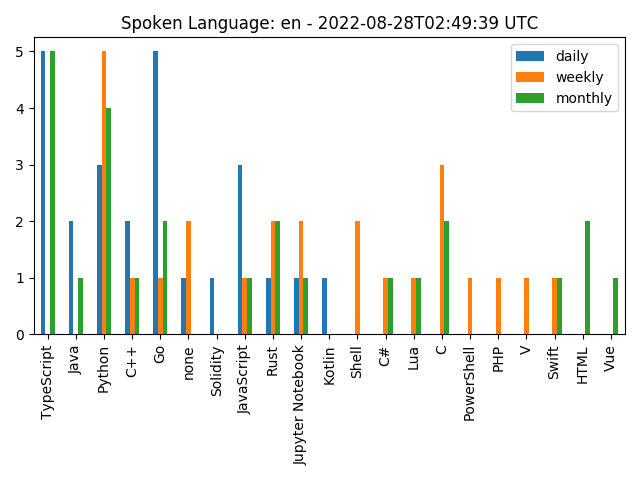 Spoken Language: en - 2022-08-28T02:49:39 UTC
daily
weekly
monthly
5
4
3
2
1
0
TypeScript
Java
Python
C++
Go
none
Solidity
JavaScript
Rust
Jupyter Notebook
Kotlin
Shell
C#
Lua
C
PowerShell
PHP
V
Swift
HTML
Vue